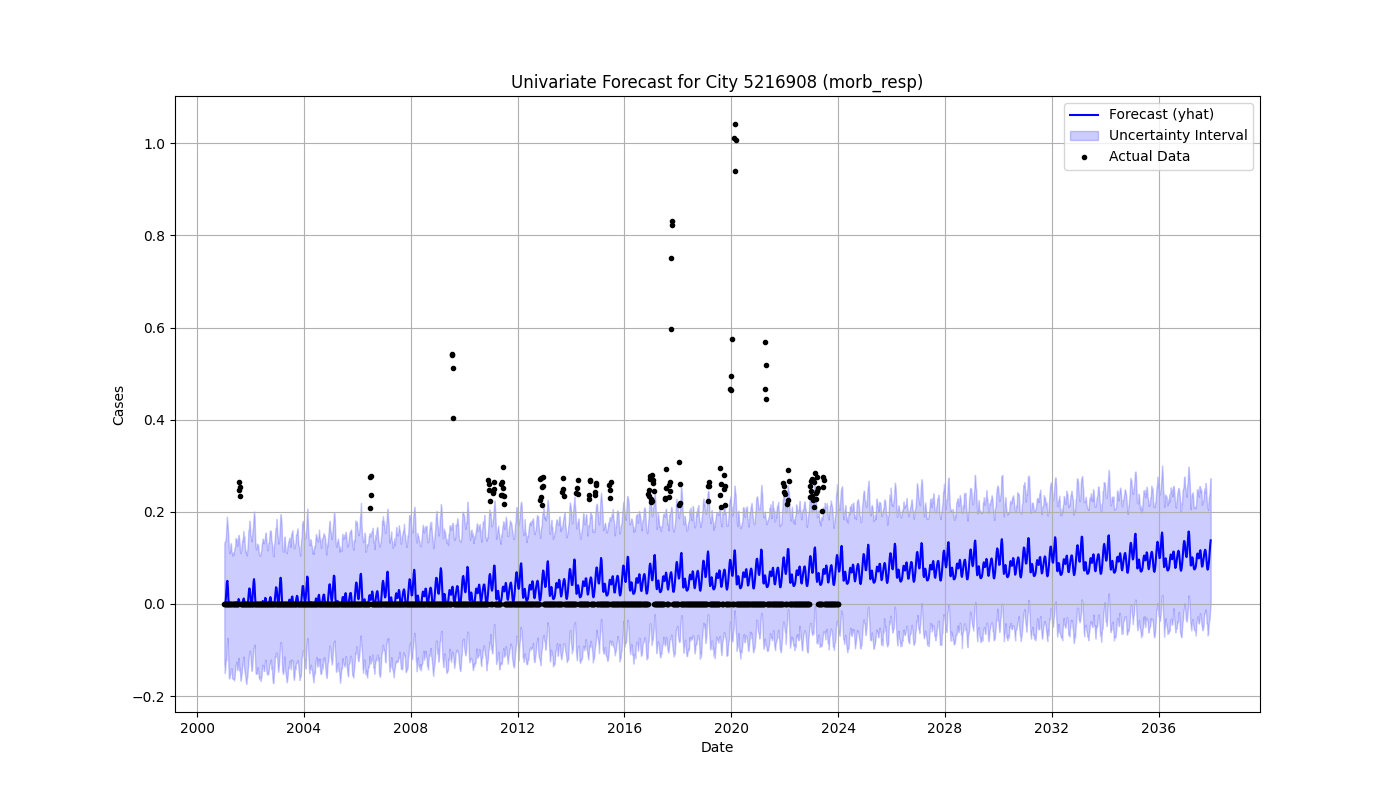 Univariate Forecast for City 5216908 (morb_resp)
Forecast (yhat)
Uncertainty Interval
Actual Data
Cases
1.0
0.8
0.6
0.4
0.2
0.0
−0.2
2000 2004 2008 2012 2016 2020 2024 2028 2032 2036
Date